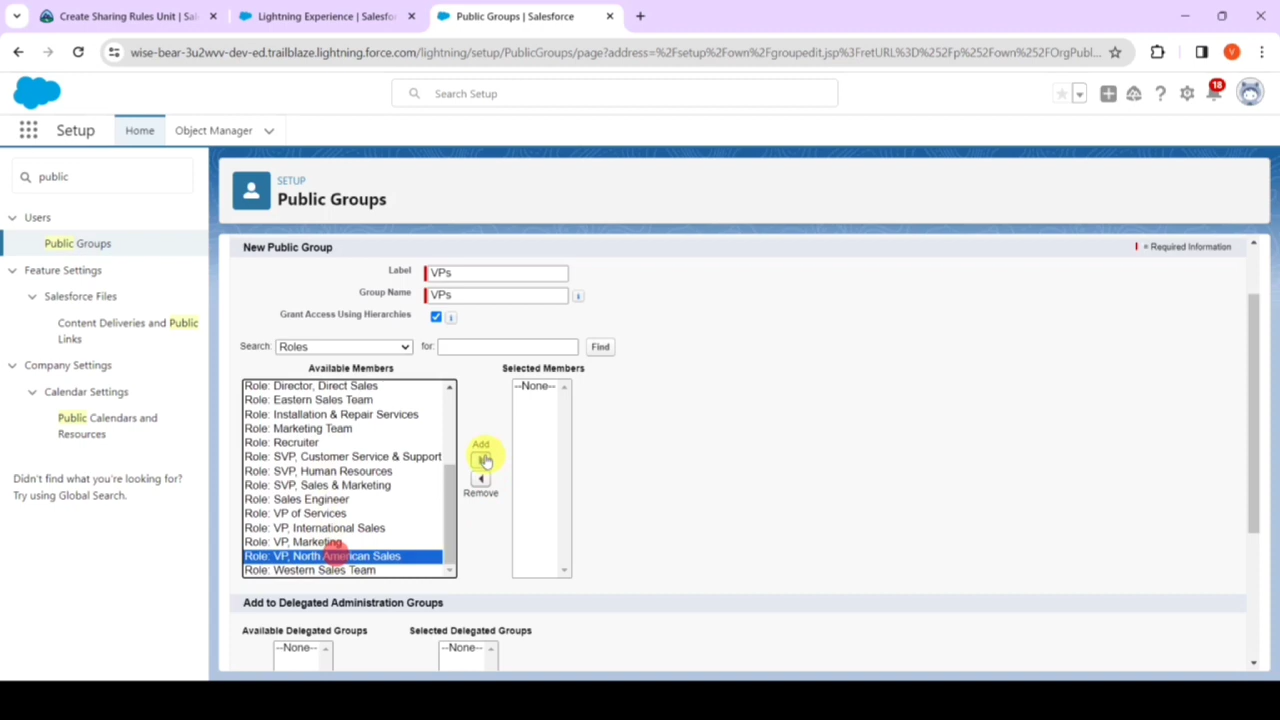 Create Sharing Rules Unit | Sal
Lightning Experience | Salesfor
Public Groups | Salesforce
wise-bear-3u2wvv-dev-ed.trailblaze.lightning.force.com/lightning/setup/PublicGroups/page?address=%2Fsetup%2Fown%2Fgroupedit.jsp%3FretURL%3D%252Fp%252Fown%252FOrgPubl...
V
Search Setup
18
Setup
Home
Object Manager
public
Users
Public Groups
Feature Settings
Salesforce Files
Content Deliveries and Public
Links
Company Settings
Calendar Settings
Public Calendars and
Resources
Didn't find what you're looking for?
Try using Global Search.
SETUP
Public Groups
New Public Group
= Required Information
Label
VPs
Group Name
VPs
i
Grant Access Using Hierarchies
i
Search:
Roles
for:
Find
Available Members
Selected Members
Role: Director, Direct Sales
Role: Eastern Sales Team
Role: Installation & Repair Services
Role: Marketing Team
Role: Recruiter
Role: SVP, Customer Service & Support
Role: SVP, Human Resources
Role: SVP, Sales & Marketing
Role: Sales Engineer
Role: VP of Services
Role: VP, International Sales
Role: VP, Marketing
Role: VP, North American Sales
Role: Western Sales Team
Add
Remove
--None--
Add to Delegated Administration Groups
Available Delegated Groups
Selected Delegated Groups
--None--
--None--